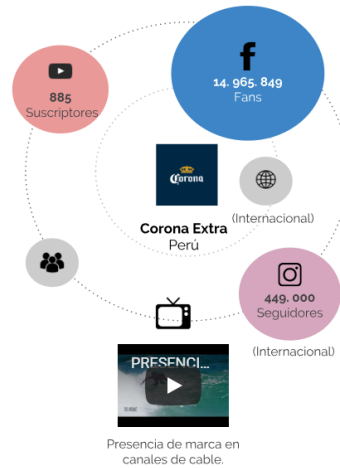 14. 965. 849
Fans
885
Suscriptores
Corona
(Internacional)
Corona Extra
Perú
449. 000
Seguidores
(Internacional)
PRESENCI...
Presencia de marca en
canales de cable.